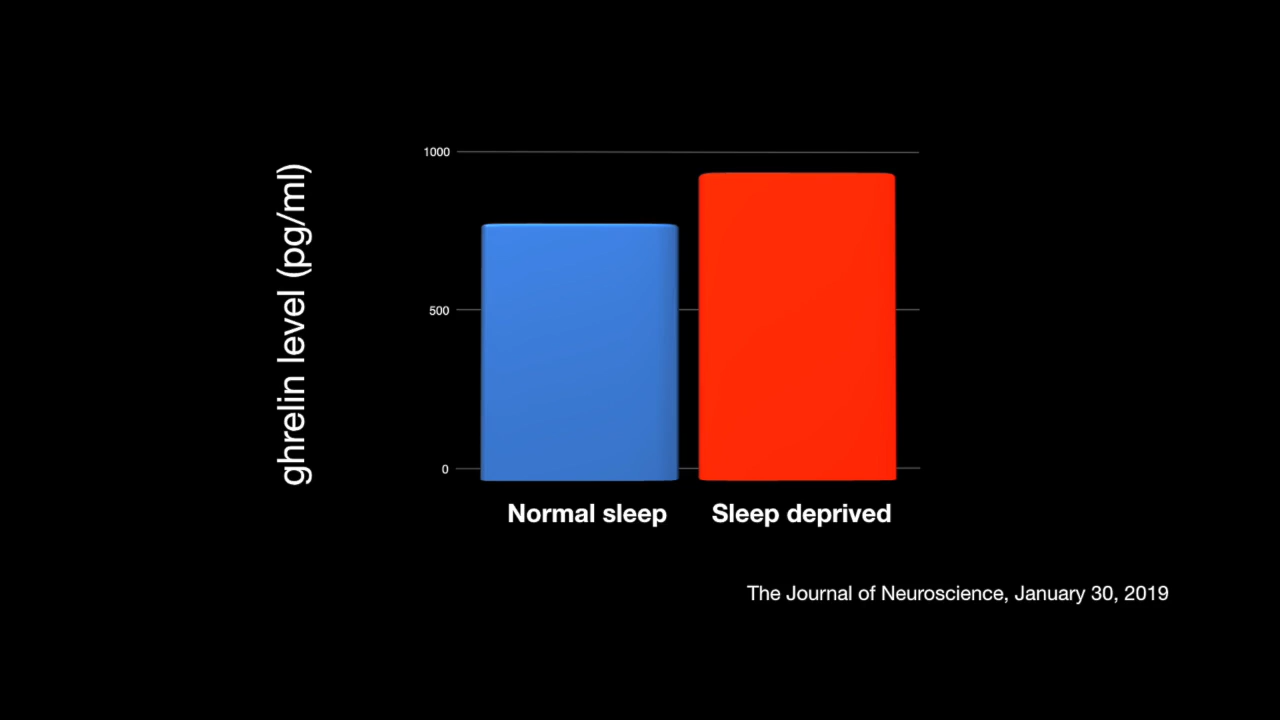 ghrelin level (pg/ml)
1000
500
0
Normal sleep
Sleep deprived
The Journal of Neuroscience, January 30, 2019